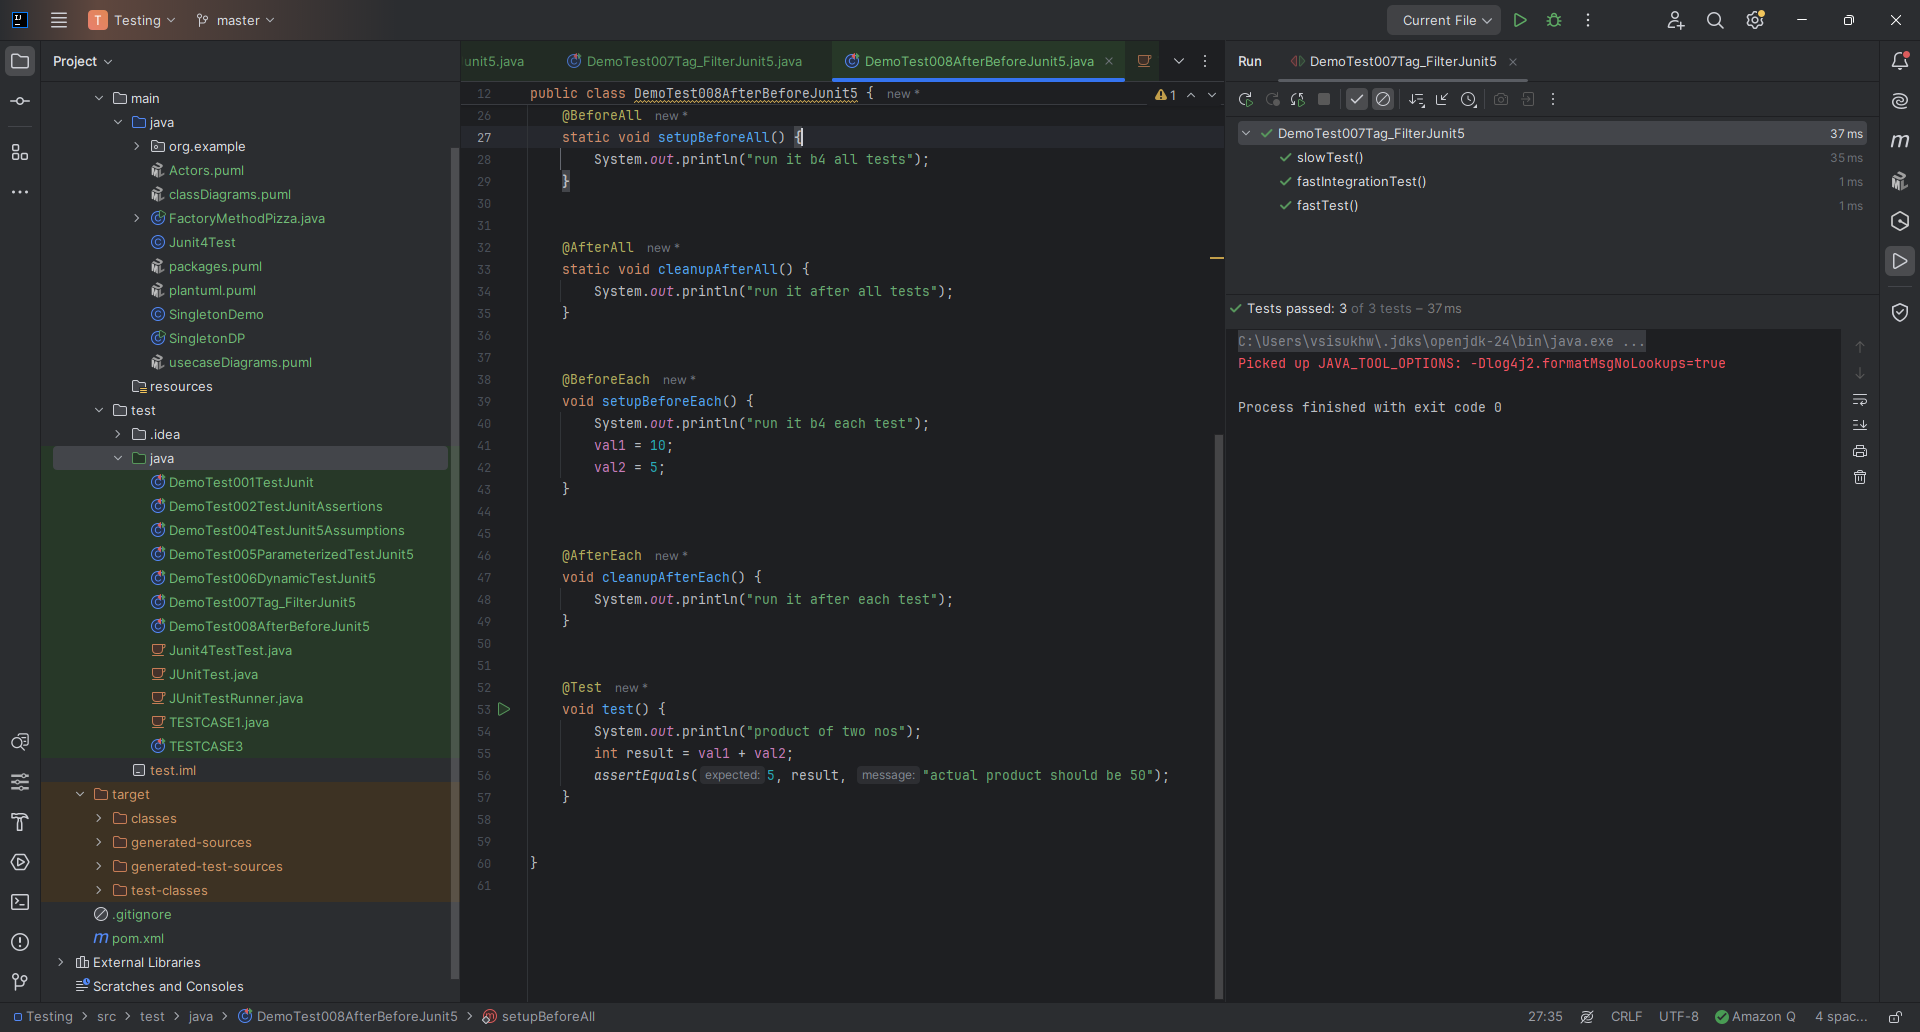 T Testing master Current File
Project
main
java
org.example
Actors.puml
classDiagrams.puml
FactoryMethodPizza.java
Junit4Test
packages.puml
plantuml.puml
SingletonDemo
SingletonDP
usecaseDiagrams.puml
resources
test
.idea
java
DemoTest001TestJunit
DemoTest002TestJunitAssertions
DemoTest004TestJunit5Assumptions
DemoTest005ParameterizedTestJunit5
DemoTest006DynamicTestJunit5
DemoTest007Tag_FilterJunit5
DemoTest008AfterBeforeJunit5
Junit4TestTest.java
JUnitTest.java
JUnitTestRunner.java
TESTCASE1.java
TESTCASE3
test.iml
target
classes
generated-sources
generated-test-sources
test-classes
.gitignore
pom.xml
External Libraries
Scratches and Consoles
unit5.java DemoTest007Tag_FilterJunit5.java DemoTest008AfterBeforeJunit5.java
12 public class DemoTest008AfterBeforeJunit5 { new * 1
26 @BeforeAll new *
27 static void setupBeforeAll() {
28 System.out.println("run it b4 all tests");
29 }
30
31
32 @AfterAll new *
33 static void cleanupAfterAll() {
34 System.out.println("run it after all tests");
35 }
36
37
38 @BeforeEach new *
39 void setupBeforeEach() {
40 System.out.println("run it b4 each test");
41 val1 = 10;
42 val2 = 5;
43 }
44
45
46 @AfterEach new *
47 void cleanupAfterEach() {
48 System.out.println("run it after each test");
49 }
50
51
52 @Test new *
53 void test() {
54 System.out.println("product of two nos");
55 int result = val1 + val2;
56 assertEquals( expected: 5, result, message: "actual product should be 50");
57 }
58
59
60 }
61
Run DemoTest007Tag_FilterJunit5
DemoTest007Tag_FilterJunit5 37 ms
slowTest() 35 ms
fastIntegrationTest() 1 ms
fastTest() 1 ms
Tests passed: 3 of 3 tests – 37 ms
C:\Users\vsisukhw\.jdks\openjdk-24\bin\java.exe ...
Picked up JAVA_TOOL_OPTIONS: -Dlog4j2.formatMsgNoLookups=true
Process finished with exit code 0
m
Testing > src > test > java > DemoTest008AfterBeforeJunit5 > setupBeforeAll
27:35 CRLF UTF-8 Amazon Q 4 spac...